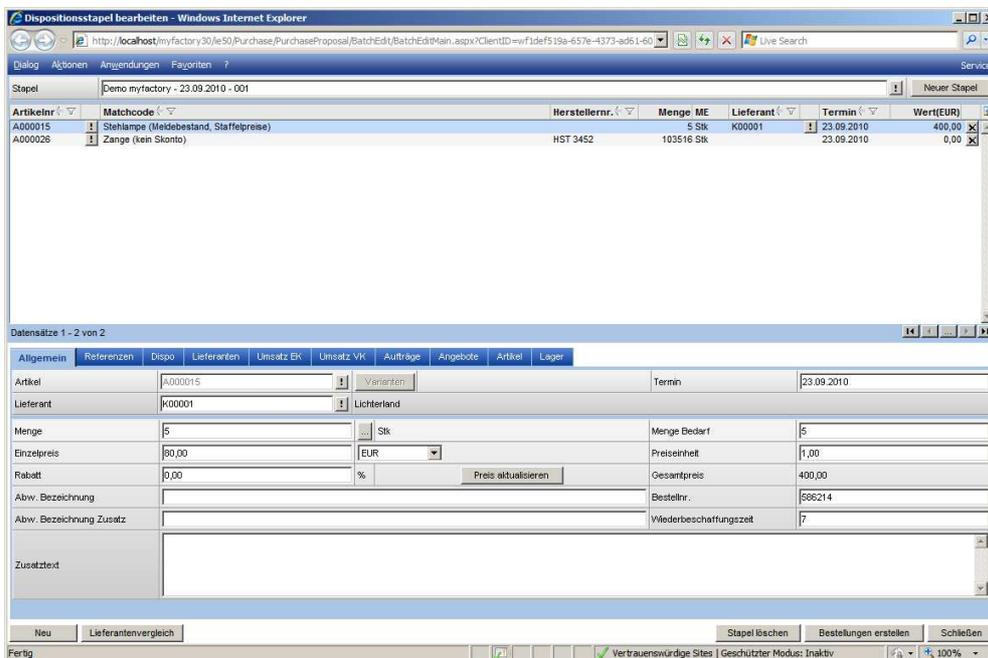 Dispositionsstapel bearbeiten - Windows Internet Explorer
http://localhost/myfactory30/ie50/Purchase/PurchaseProposal/BatchEdit/BatchEditMain.aspx?ClientID=wf1def519a-657e-4373-ad61-60 Live Search
Dialog Aktionen Anwendungen Favoriten ? Servic
Stapel Demo myfactory - 23.09.2010 - 001 ! Neuer Stapel
Artikelnr Matchcode Herstellernr. Menge ME Lieferant Termin Wert(EUR)
A000015 ! Stehlampe (Meldebestand, Staffelpreise) 5 Stk K00001 ! 23.09.2010 400,00
A000026 ! Zange (kein Skonto) HST 3452 103516 Stk 23.09.2010 0,00
Datensätze 1 - 2 von 2 ...
Allgemein Referenzen Dispo Lieferanten Umsatz EK Umsatz VK Aufträge Angebote Artikel Lager
Artikel A000015 ! Varianten Termin 23.09.2010
Lieferant K00001 ! Lichterland
Menge 5 ... Stk Menge Bedarf 5
Einzelpreis 80,00 EUR Preiseinheit 1,00
Rabatt 0,00 % Preis aktualisieren Gesamtpreis 400,00
Abw. Bezeichnung Bestellnr. 586214
Abw. Bezeichnung Zusatz Wiederbeschaffungszeit 7
Zusatztext
Neu Lieferantenvergleich Stapel löschen Bestellungen erstellen Schließen
Fertig Vertrauenswürdige Sites | Geschützter Modus: Inaktiv 100%